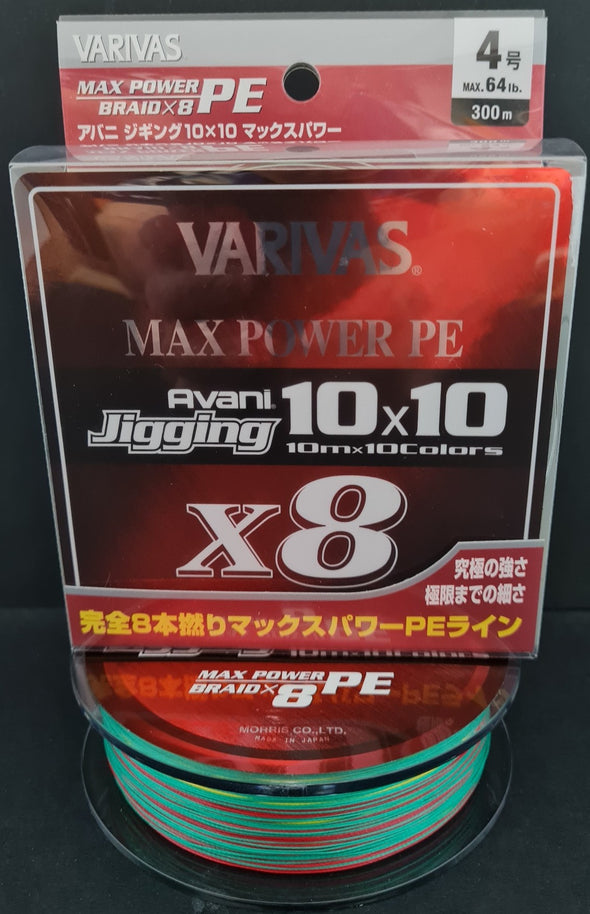 VARIVAS
MAX POWER
BRAID×8 PE
アバニ ジギング10×10 マックスパワー
4号
MAX. 64lb.
300m
VARIVAS®
MAX POWER PE
Avani
Jigging 10x10
10m×10Colors
x8
究極の強さ
極限までの細さ
完全8本撚りマックスパワーPEライン
MAX POWER
BRAID×8 PE
MORRIS CO.,LTD.
MADE IN JAPAN